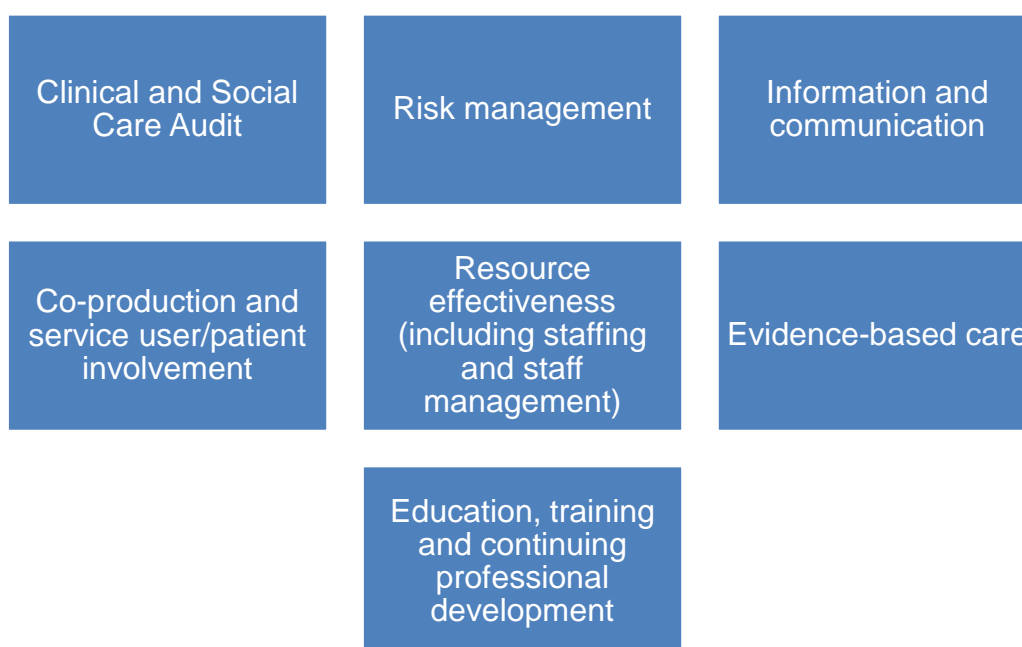 Clinical and Social
Care Audit
Risk management
Information and
communication
Co-production and
service user/patient
involvement
Resource
effectiveness
(including staffing
and staff
management)
Evidence-based care
Education, training
and continuing
professional
development